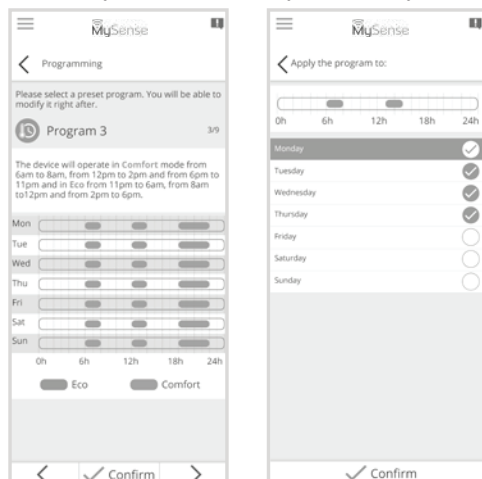 MySense
Programming
Please select a preset program. You will be able to
modify it right after.
Program 3
3/9
The device will operate in Comfort mode from
6am to 8am, from 12pm to 2pm and from 6pm to
11pm and in Eco from 11pm to 6am, from 8am
to12pm and from 2pm to 6pm.
Mon
Tue
Wed
Thu
Fri
Sat
Sun
0h 6h 12h 18h 24h
Eco Comfort
Confirm
MySense
Apply the program to:
0h 6h 12h 18h 24h
Monday
Tuesday
Wednesday
Thursday
Friday
Saturday
Sunday
Confirm